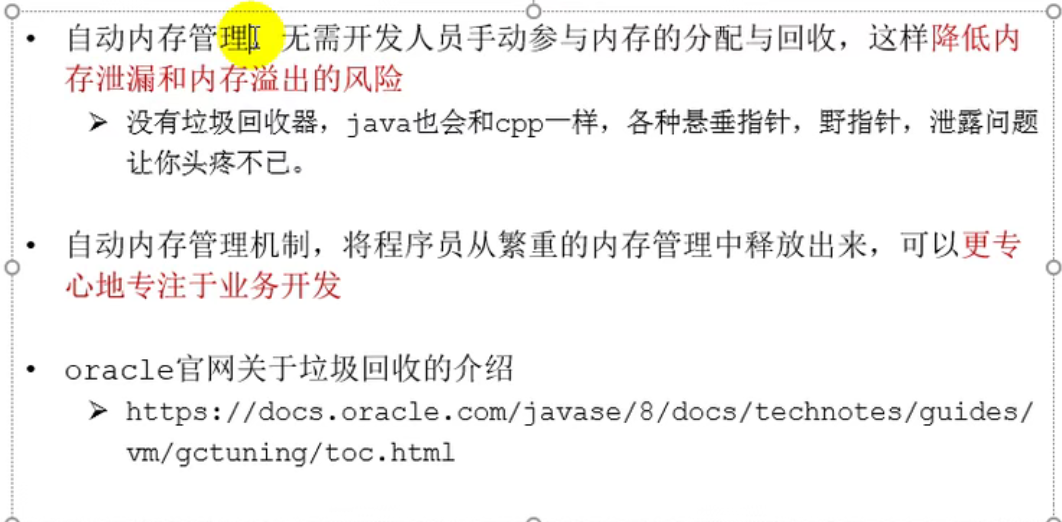 • 自动内存管理，无需开发人员手动参与内存的分配与回收，这样降低内
存泄漏和内存溢出的风险
➢ 没有垃圾回收器，java也会和cpp一样，各种悬垂指针，野指针，泄露问题
让你头疼不已。
• 自动内存管理机制，将程序员从繁重的内存管理中释放出来，可以更专
心地专注于业务开发
• oracle官网关于垃圾回收的介绍
➢ https://docs.oracle.com/javase/8/docs/technotes/guides/
vm/gctuning/toc.html